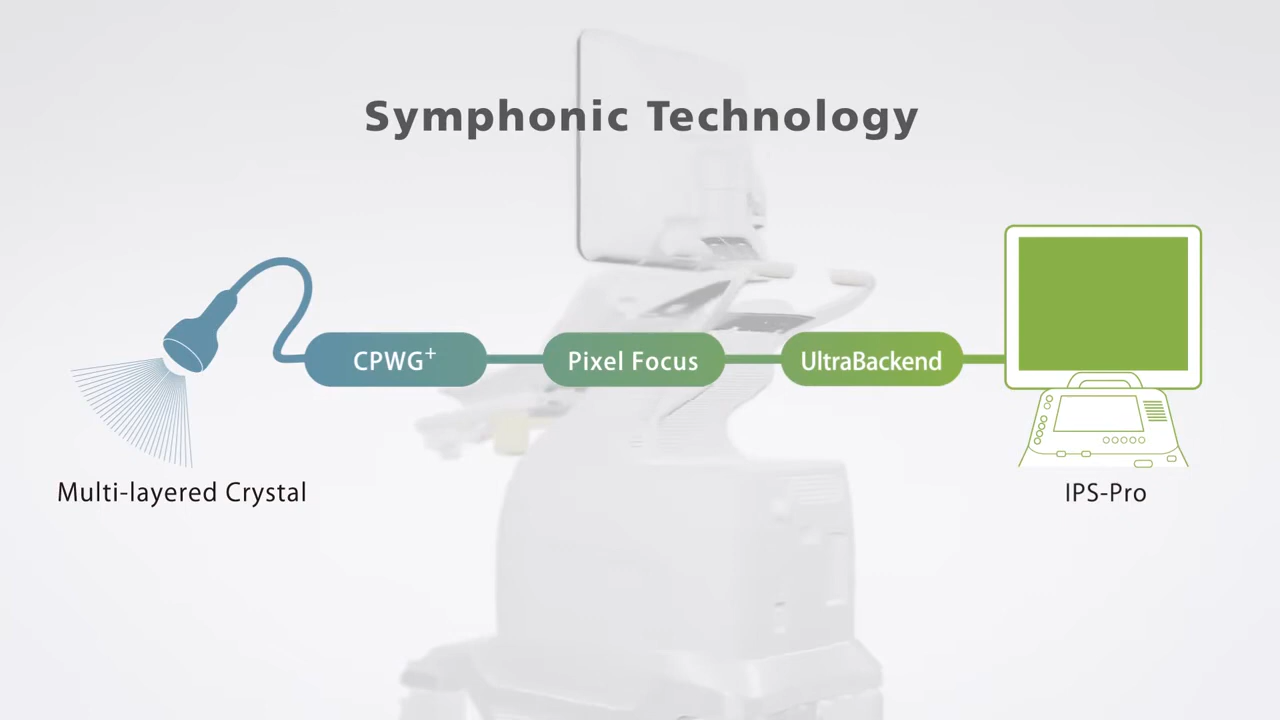 Symphonic Technology
CPWG⁺
Pixel Focus
UltraBackend
Multi-layered Crystal
IPS-Pro